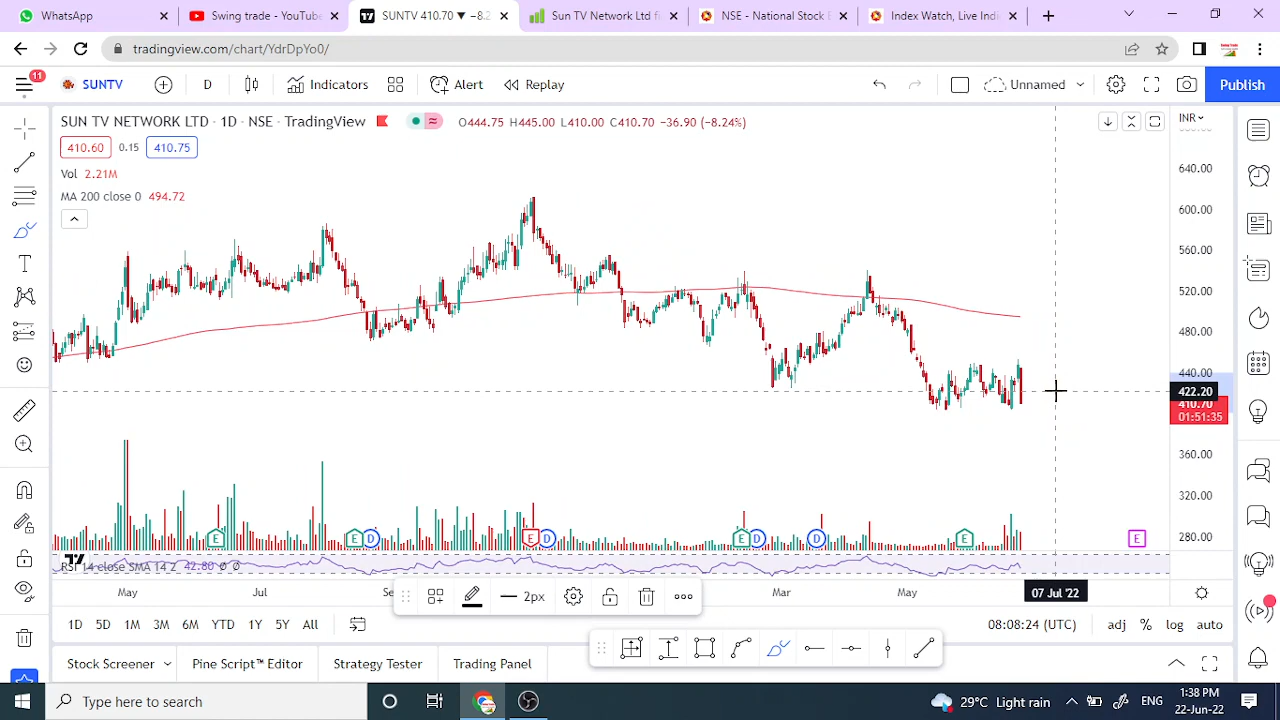 WhatsApp
Swing trade - YouTube
SUNTV 410.70 ▼ −8.2
Sun TV Network Ltd fi
NSE - National Stock E
Index Watch, Live Indi
tradingview.com/chart/YdrDpYo0/
11
SUNTV
D
Indicators
Alert
Replay
Unnamed
Publish
SUN TV NETWORK LTD · 1D · NSE · TradingView
O444.75 H445.00 L410.00 C410.70 −36.90 (−8.24%)
INR
410.60
0.15
410.75
Vol 2.21M
MA 200 close 0 494.72
640.00
600.00
560.00
520.00
480.00
440.00
422.20
410.70
01:51:35
360.00
320.00
280.00
E
E
D
E
D
E
D
D
E
E
RSI 14 close SMA 14 2 42.80 ∅ ∅
May
Jul
Mar
May
07 Jul '22
2px
1D
5D
1M
3M
6M
YTD
1Y
5Y
All
08:08:24 (UTC)
adj
%
log
auto
Stock Screener
Pine Script™ Editor
Strategy Tester
Trading Panel
Type here to search
29°C Light rain
ENG
1:38 PM
22-Jun-22